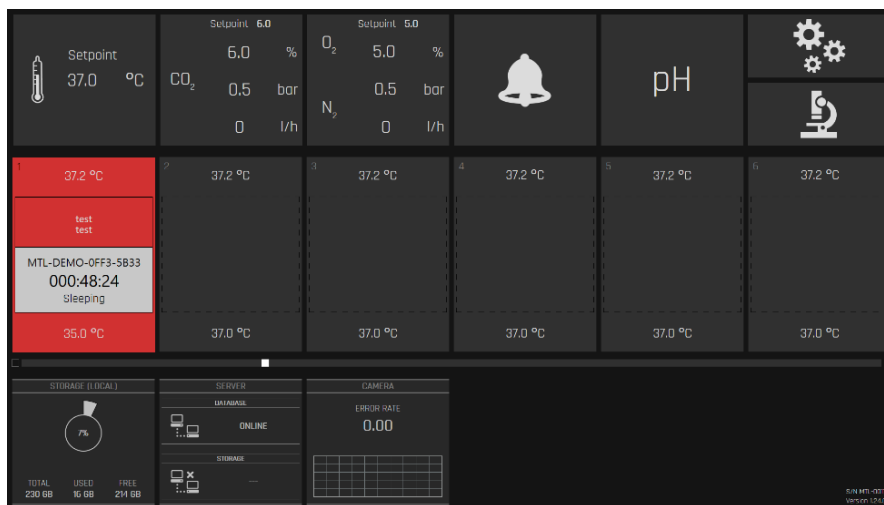 Setpoint
37.0 °C
Setpoint 6.0
CO2
6.0 %
0.5 bar
0 l/h
Setpoint 5.0
O2
5.0 %
0.5 bar
N2
0 l/h
pH
1
37.2 °C
test
test
MTL-DEMO-0FF3-5B33
000:48:24
Sleeping
35.0 °C
2
37.2 °C
37.0 °C
3
37.2 °C
37.0 °C
4
37.2 °C
37.0 °C
5
37.2 °C
37.0 °C
6
37.2 °C
37.0 °C
STORAGE (LOCAL)
7%
TOTAL USED FREE
230 GB 16 GB 214 GB
SERVER
DATABASE
ONLINE
STORAGE
---
CAMERA
ERROR RATE
0.00
S/N MTL-
Version